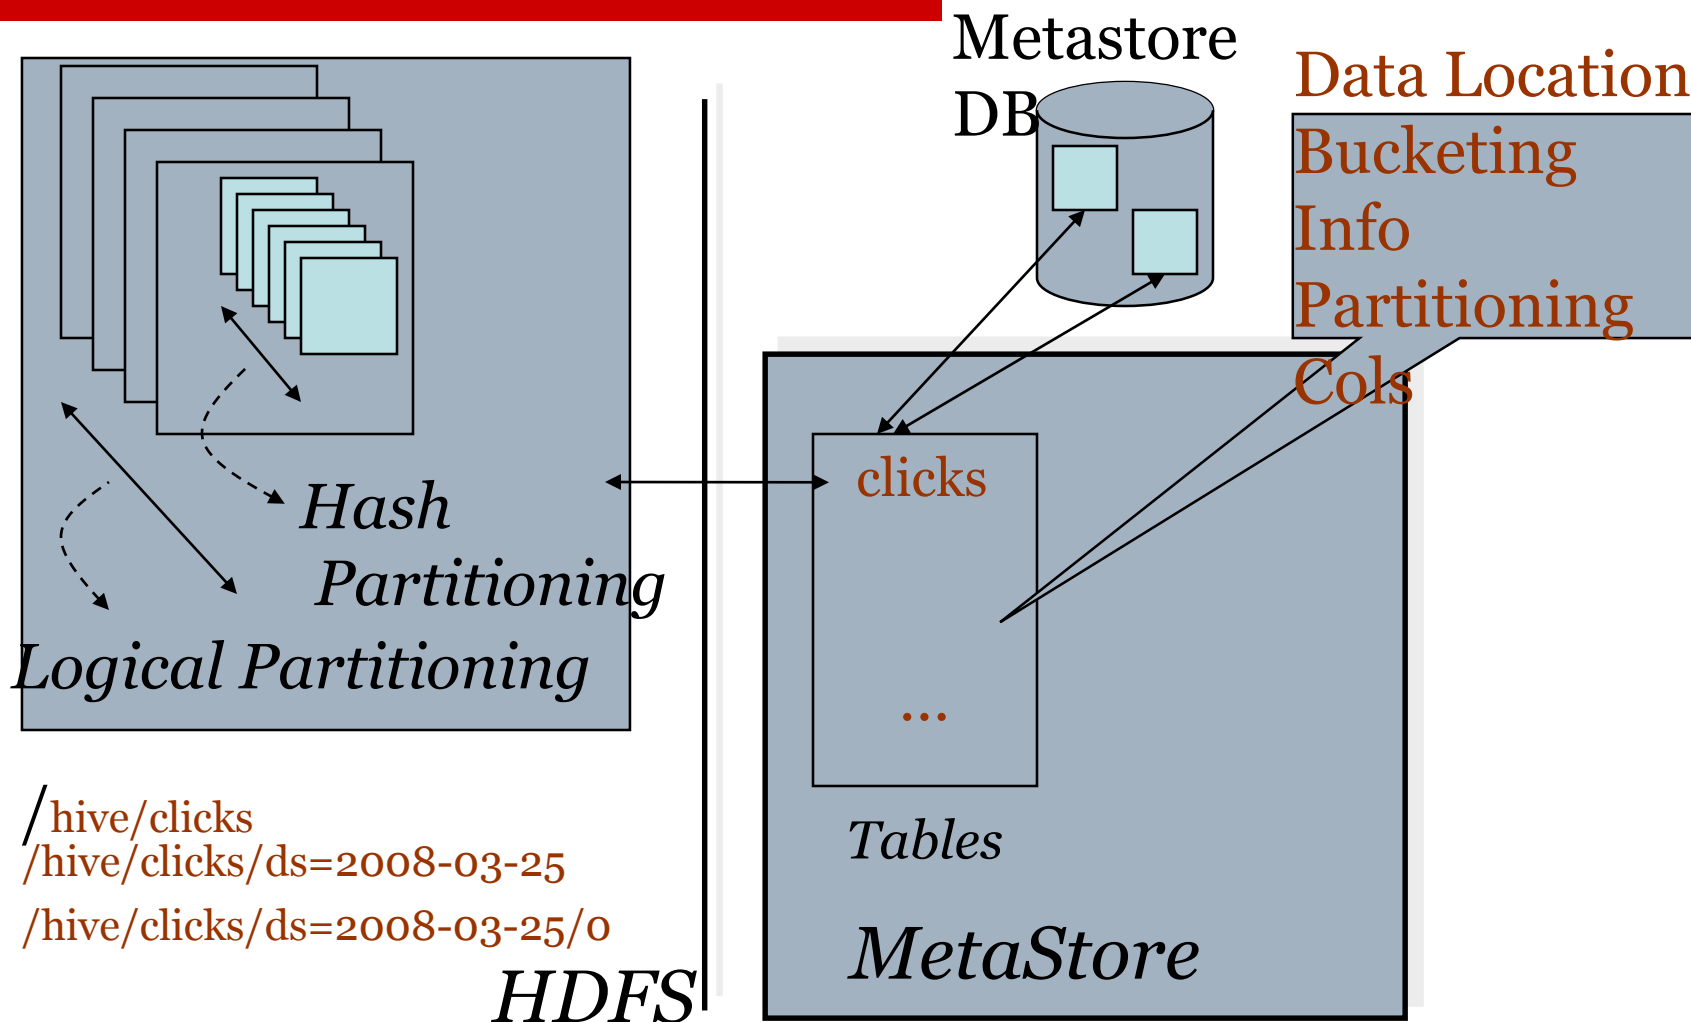 Metastore
DB
Data Location
Bucketing
Info
Partitioning
Cols
clicks
Hash
Partitioning
Logical Partitioning
...
/hive/clicks
/hive/clicks/ds=2008-03-25
/hive/clicks/ds=2008-03-25/0
Tables
MetaStore
HDFS